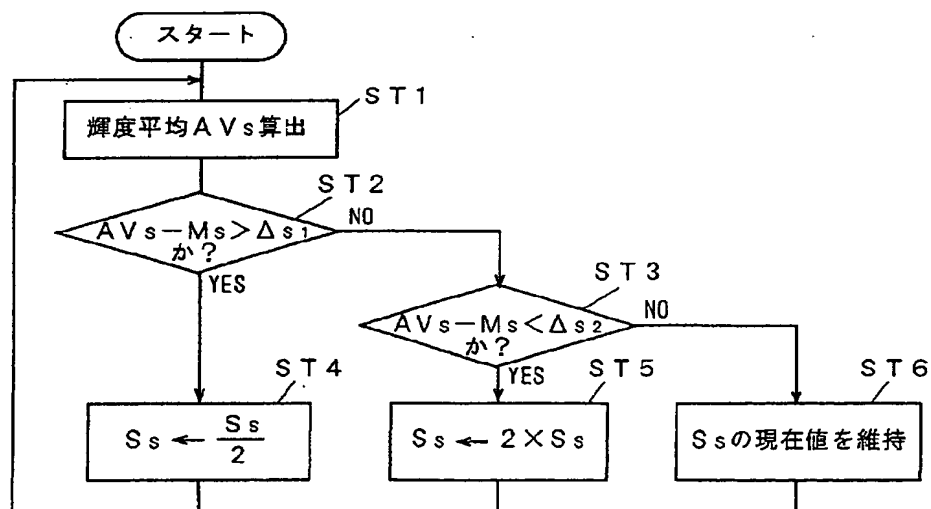 スタート
ST1
輝度平均AVs算出
ST2
AVs−Ms>Δs1
か?
NO
YES
ST3
AVs−Ms<Δs2
か?
NO
YES
ST4
Ss ← Ss/2
ST5
Ss ← 2×Ss
ST6
Ssの現在値を維持